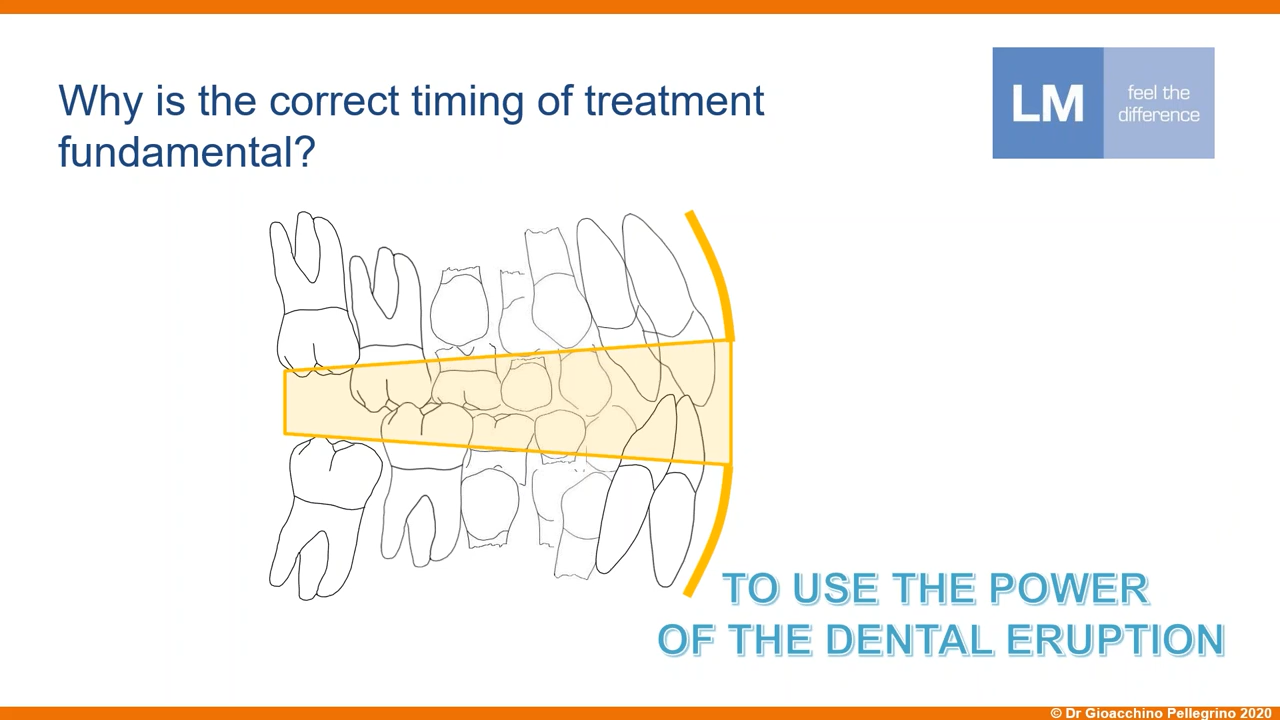 Why is the correct timing of treatment
fundamental?
LM
feel the
difference
TO USE THE POWER
OF THE DENTAL ERUPTION
© Dr Gioacchino Pellegrino 2020